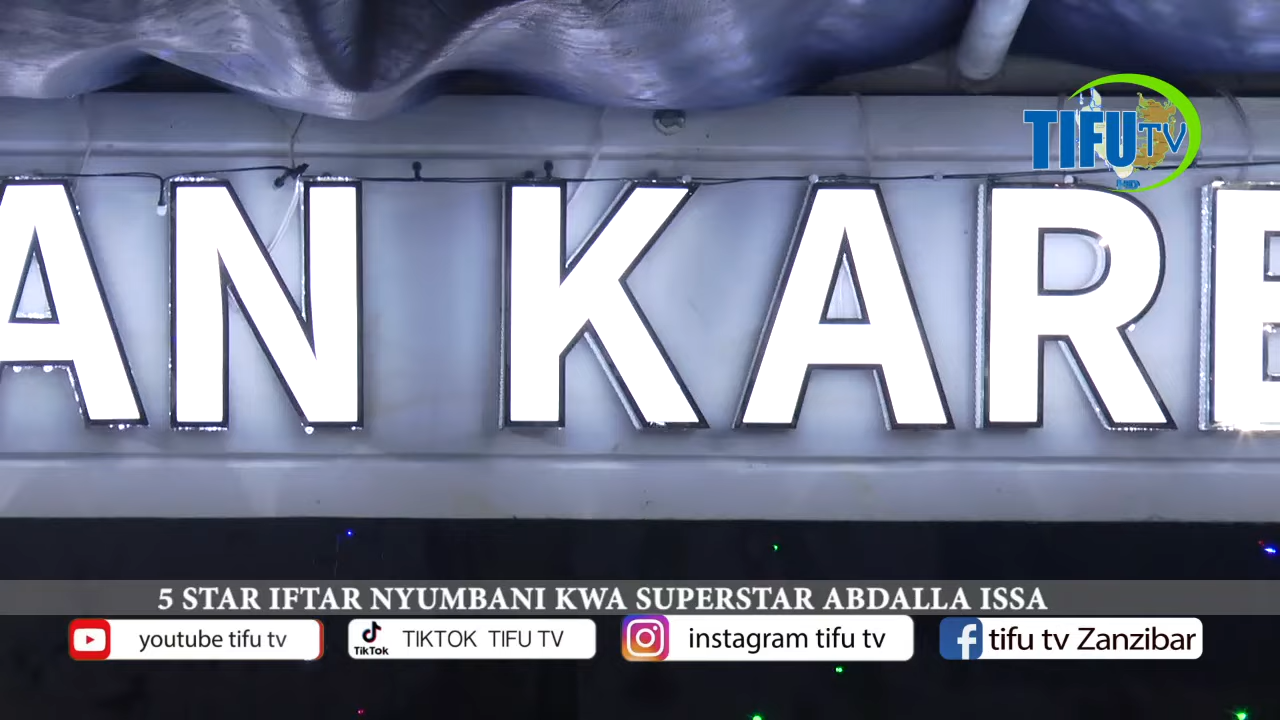 TIFU TV
AN KARE
5 STAR IFTAR NYUMBANI KWA SUPERSTAR ABDALLA ISSA
youtube tifu tv
TikTok TIKTOK TIFU TV
instagram tifu tv
tifu tv Zanzibar